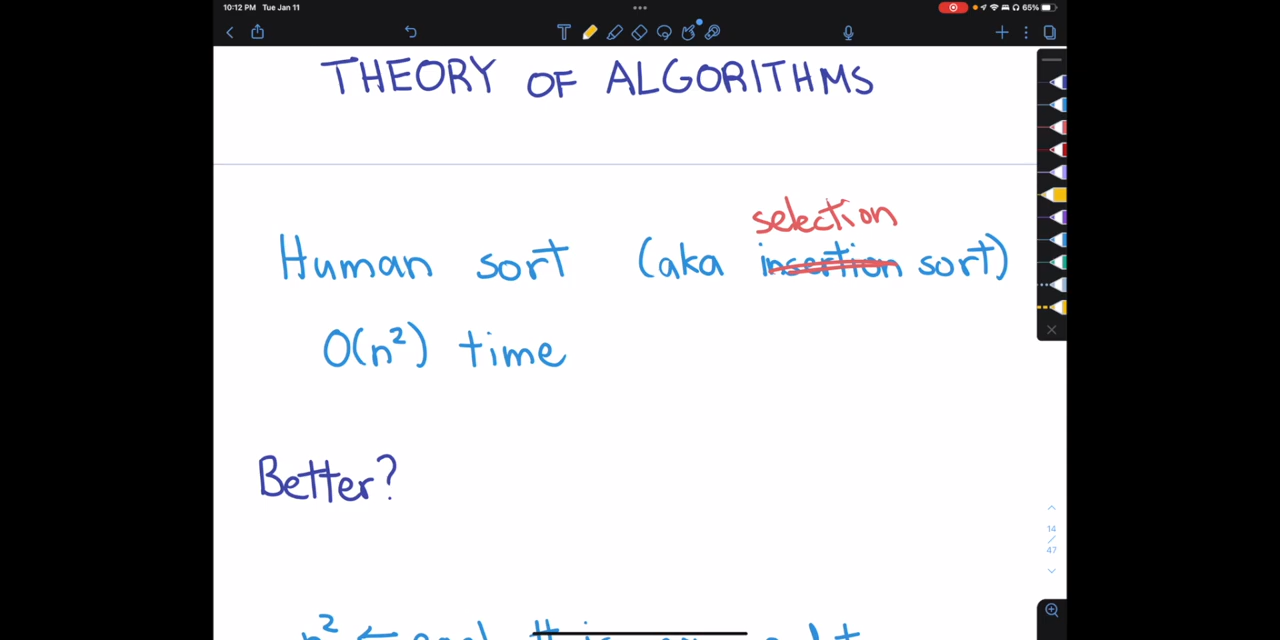 10:12 PM Tue Jan 11
65%
THEORY OF ALGORITHMS
selection
Human sort (aka insertion sort)
O(n²) time
Better?
14
/
47
n² ←